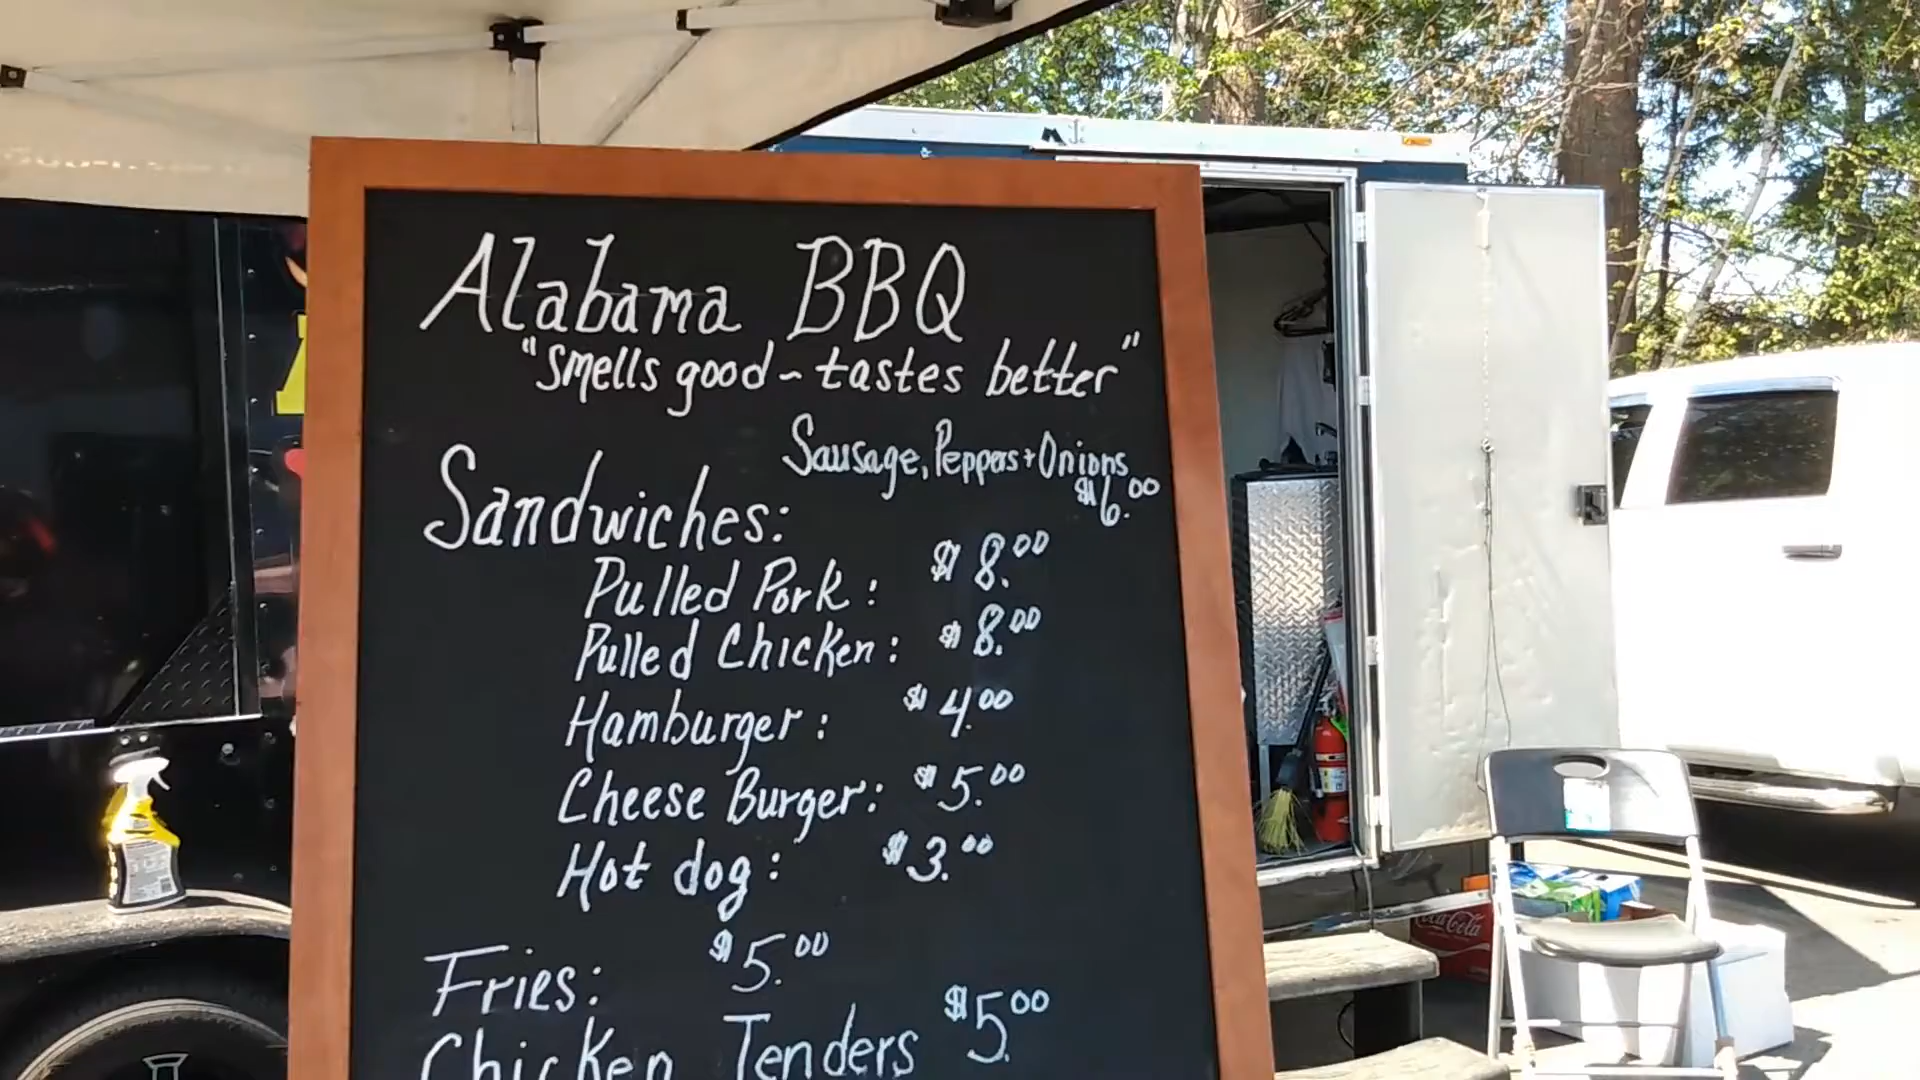 Alabama BBQ
"Smells good ~ tastes better"
Sausage, Peppers + Onions
$6.00
Sandwiches:
Pulled Pork: $8.00
Pulled Chicken: $8.00
Hamburger: $4.00
Cheese Burger: $5.00
Hot dog: $3.00
Fries: $5.00
Chicken Tenders $5.00
Coca-Cola